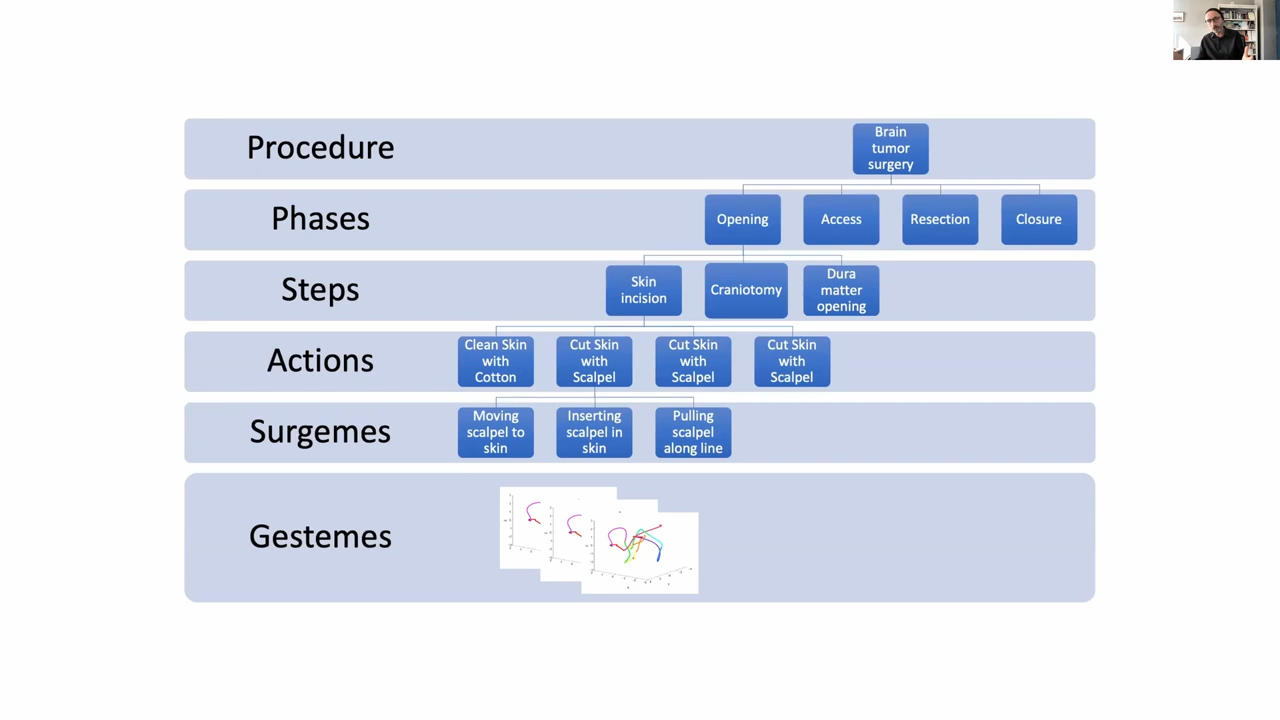 Procedure
Brain
tumor
surgery
Phases
Opening
Access
Resection
Closure
Steps
Skin
incision
Craniotomy
Dura
matter
opening
Actions
Clean Skin
with
Cotton
Cut Skin
with
Scalpel
Cut Skin
with
Scalpel
Cut Skin
with
Scalpel
Surgemes
Moving
scalpel to
skin
Inserting
scalpel in
skin
Pulling
scalpel
along line
Gestemes